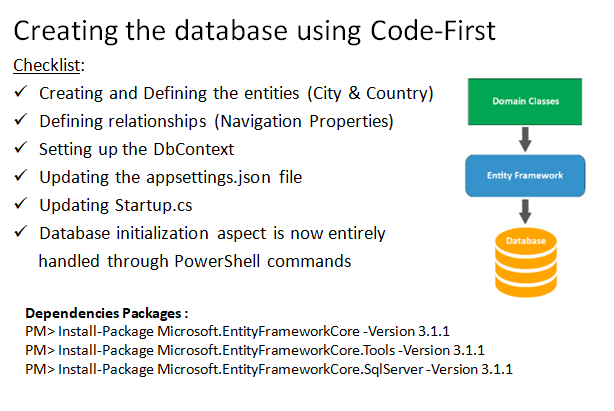 Creating the database using Code-First
Checklist:
✓ Creating and Defining the entities (City & Country)
✓ Defining relationships (Navigation Properties)
✓ Setting up the DbContext
✓ Updating the appsettings.json file
✓ Updating Startup.cs
✓ Database initialization aspect is now entirely
handled through PowerShell commands
Domain Classes
Entity Framework
Database
Dependencies Packages :
PM> Install-Package Microsoft.EntityFrameworkCore -Version 3.1.1
PM> Install-Package Microsoft.EntityFrameworkCore.Tools -Version 3.1.1
PM> Install-Package Microsoft.EntityFrameworkCore.SqlServer -Version 3.1.1